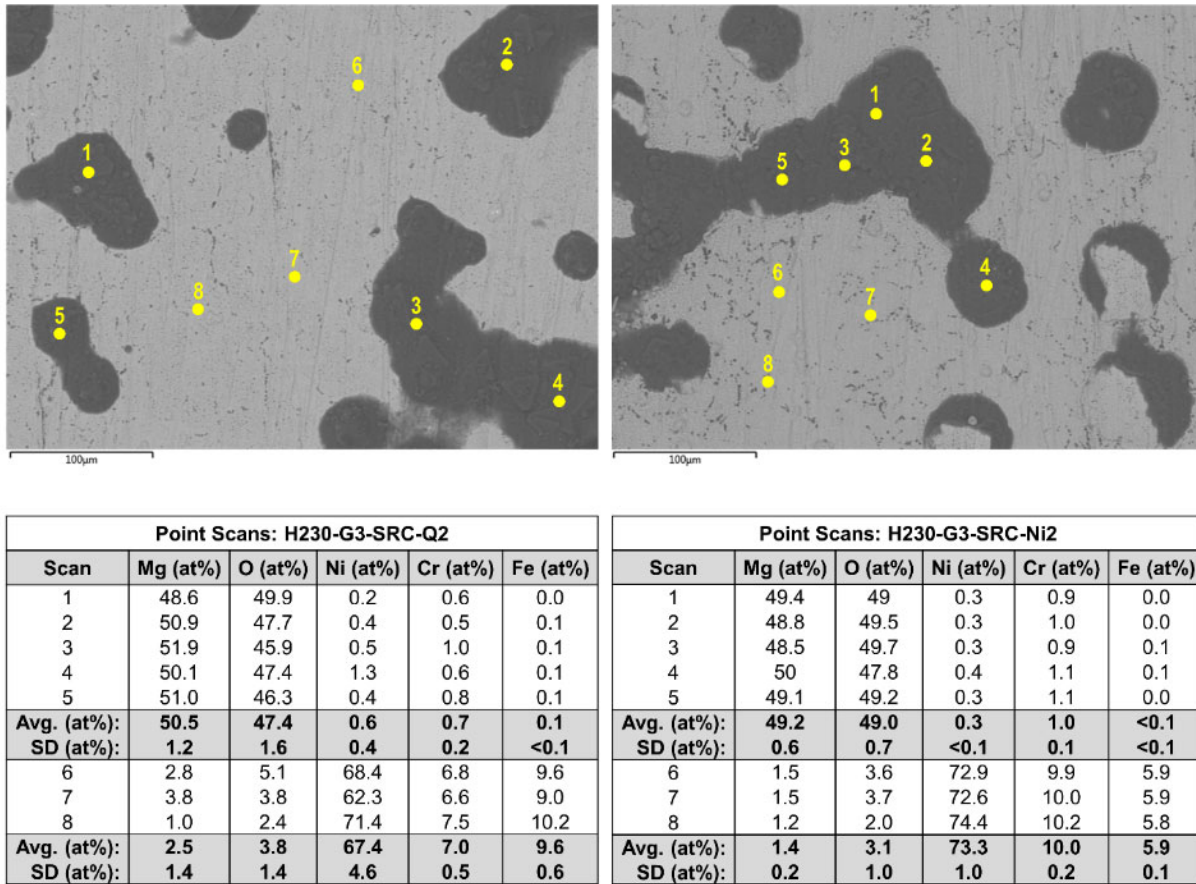 2
6
1
7
8
3
5
4
100µm
1
3
2
5
4
6
7
8
100µm
Point Scans: H230-G3-SRC-Q2
Scan Mg (at%) O (at%) Ni (at%) Cr (at%) Fe (at%)
1 48.6 49.9 0.2 0.6 0.0
2 50.9 47.7 0.4 0.5 0.1
3 51.9 45.9 0.5 1.0 0.1
4 50.1 47.4 1.3 0.6 0.1
5 51.0 46.3 0.4 0.8 0.1
Avg. (at%): 50.5 47.4 0.6 0.7 0.1
SD (at%): 1.2 1.6 0.4 0.2 <0.1
6 2.8 5.1 68.4 6.8 9.6
7 3.8 3.8 62.3 6.6 9.0
8 1.0 2.4 71.4 7.5 10.2
Avg. (at%): 2.5 3.8 67.4 7.0 9.6
SD (at%): 1.4 1.4 4.6 0.5 0.6
Point Scans: H230-G3-SRC-Ni2
Scan Mg (at%) O (at%) Ni (at%) Cr (at%) Fe (at%)
1 49.4 49 0.3 0.9 0.0
2 48.8 49.5 0.3 1.0 0.0
3 48.5 49.7 0.3 0.9 0.1
4 50 47.8 0.4 1.1 0.1
5 49.1 49.2 0.3 1.1 0.0
Avg. (at%): 49.2 49.0 0.3 1.0 <0.1
SD (at%): 0.6 0.7 <0.1 0.1 <0.1
6 1.5 3.6 72.9 9.9 5.9
7 1.5 3.7 72.6 10.0 5.9
8 1.2 2.0 74.4 10.2 5.8
Avg. (at%): 1.4 3.1 73.3 10.0 5.9
SD (at%): 0.2 1.0 1.0 0.2 0.1